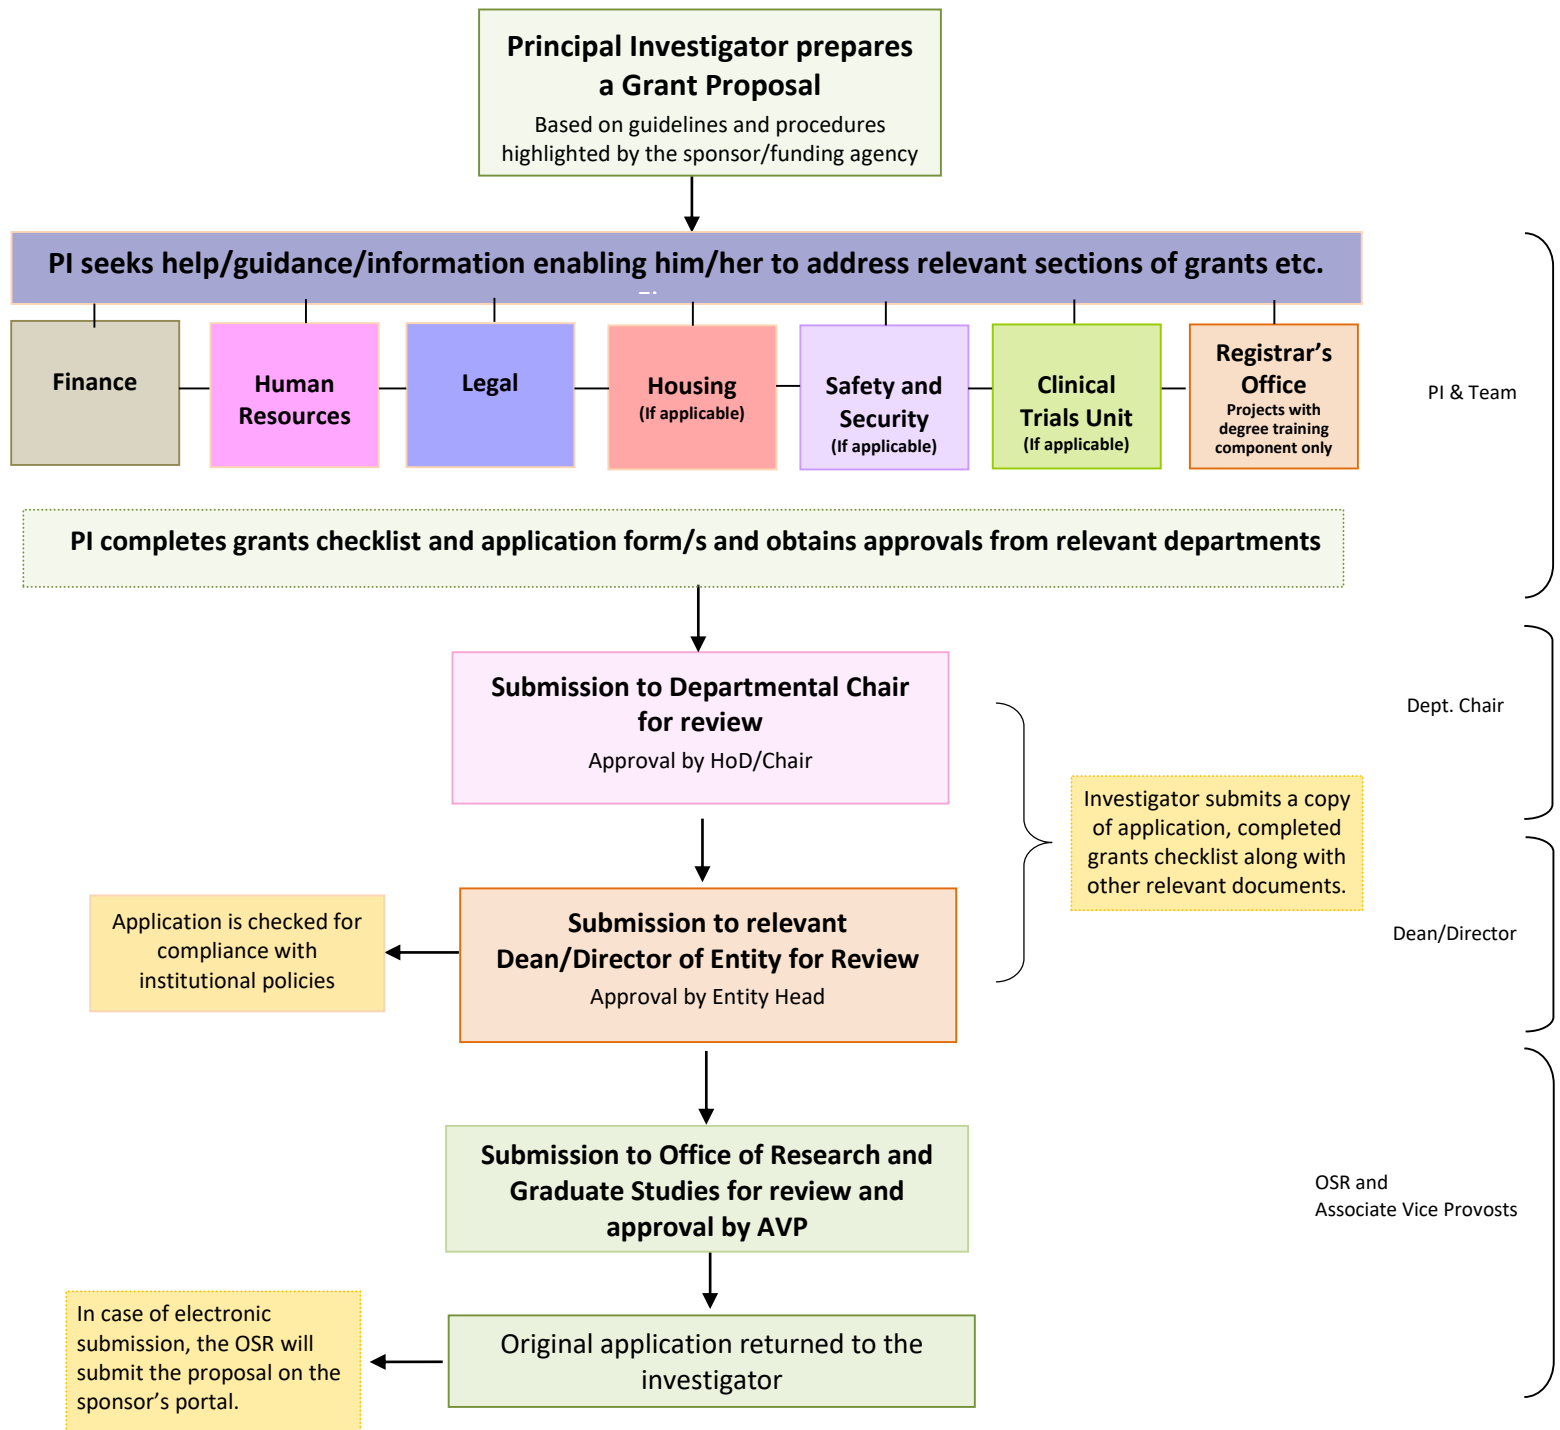 Principal Investigator prepares
a Grant Proposal
Based on guidelines and procedures
highlighted by the sponsor/funding agency
PI seeks help/guidance/information enabling him/her to address relevant sections of grants etc.
Finance
Human
Resources
Legal
Housing
(If applicable)
Safety and
Security
(If applicable)
Clinical
Trials Unit
(If applicable)
Registrar’s
Office
Projects with
degree training
component only
PI & Team
PI completes grants checklist and application form/s and obtains approvals from relevant departments
Submission to Departmental Chair
for review
Approval by HoD/Chair
Dept. Chair
Investigator submits a copy
of application, completed
grants checklist along with
other relevant documents.
Application is checked for
compliance with
institutional policies
Submission to relevant
Dean/Director of Entity for Review
Approval by Entity Head
Dean/Director
Submission to Office of Research and
Graduate Studies for review and
approval by AVP
OSR and
Associate Vice Provosts
In case of electronic
submission, the OSR will
submit the proposal on the
sponsor’s portal.
Original application returned to the
investigator